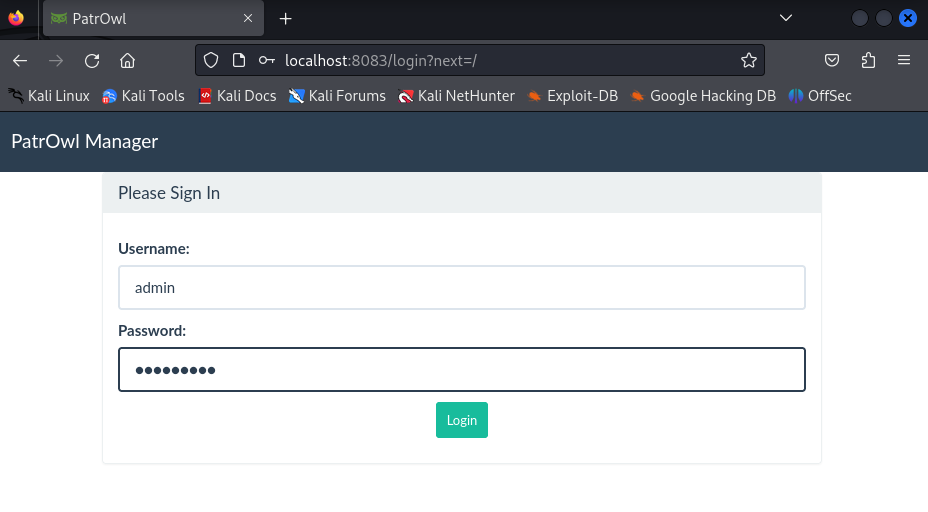 PatrOwl
localhost:8083/login?next=/
Kali Linux Kali Tools Kali Docs Kali Forums Kali NetHunter Exploit-DB Google Hacking DB OffSec
PatrOwl Manager
Please Sign In
Username:
admin
Password:
•••••••••
Login